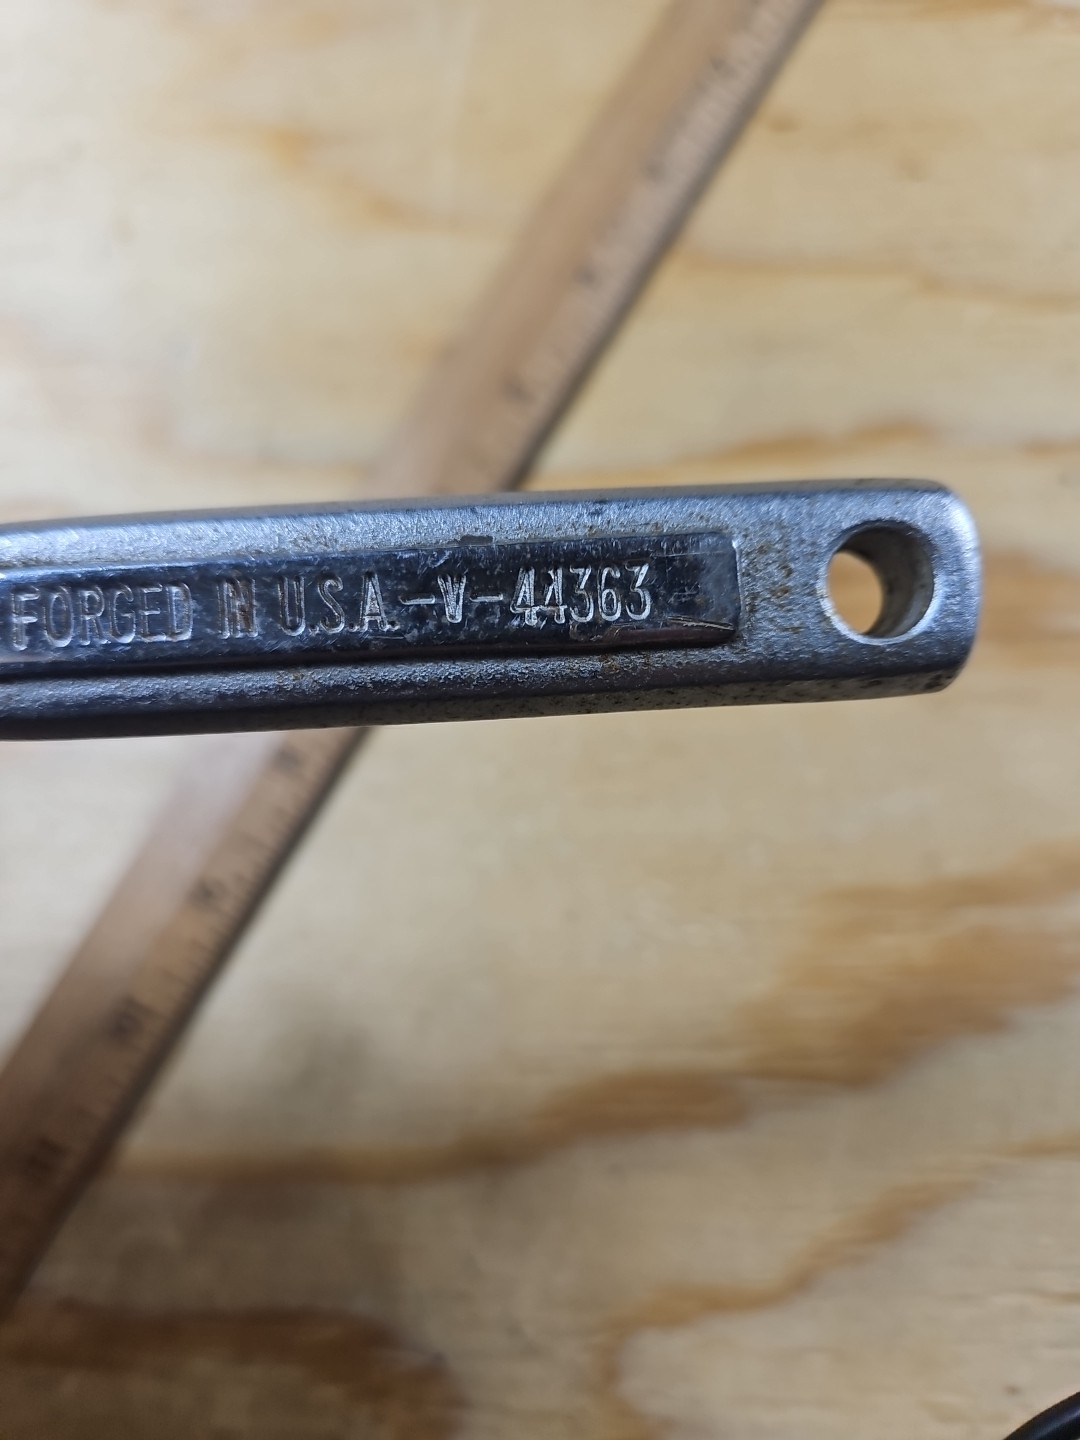 FORGED IN U.S.A. -V- 44363